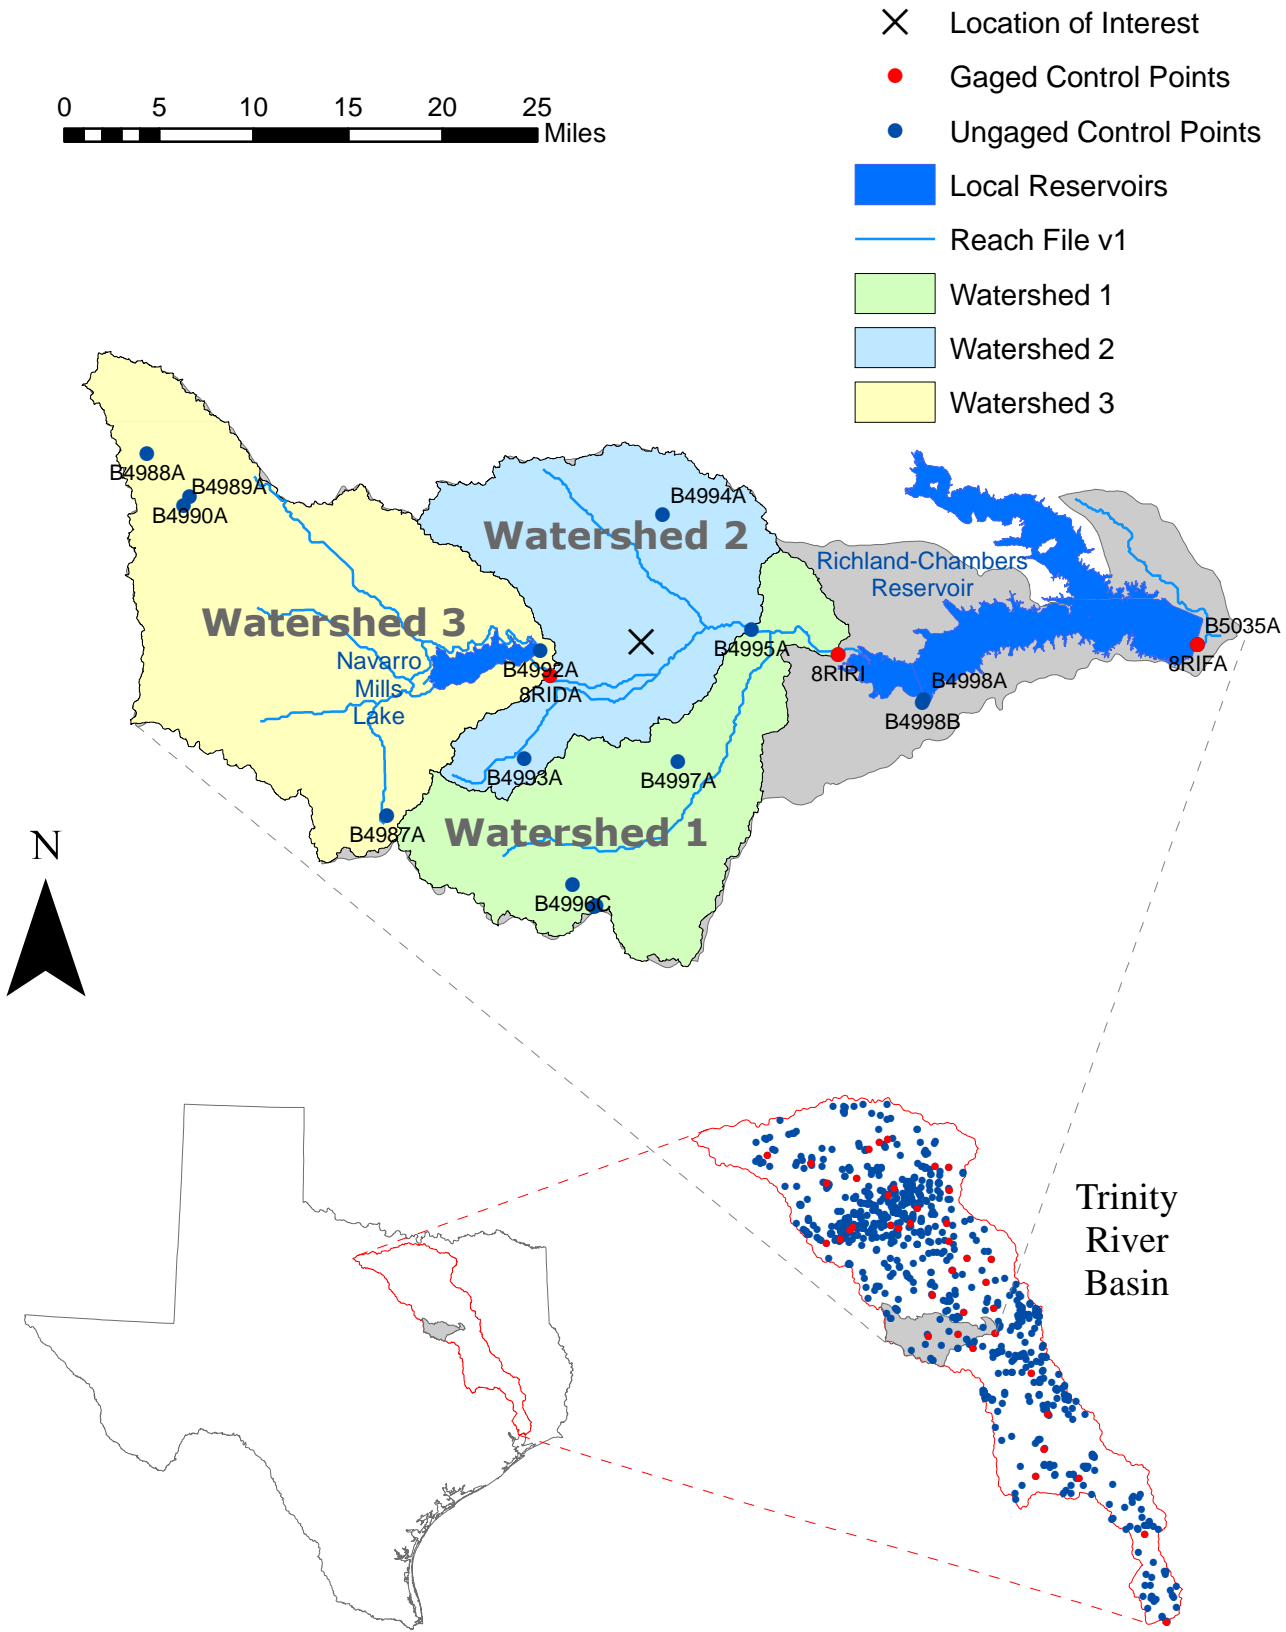 Location of Interest
Gaged Control Points
0 5 10 15 20 25
Miles
Ungaged Control Points
Local Reservoirs
Reach File v1
Watershed 1
Watershed 2
Watershed 3
B4988A
B4989A
B4990A
B4994A
Watershed 2
Richland-Chambers
Reservoir
Watershed 3
B5035A
B4995A
Navarro
Mills
Lake
B4992A
8RIDA
8RIRI
8RIFA
B4998A
B4998B
B4993A
B4997A
B4987A
Watershed 1
N
B4996C
Trinity
River
Basin